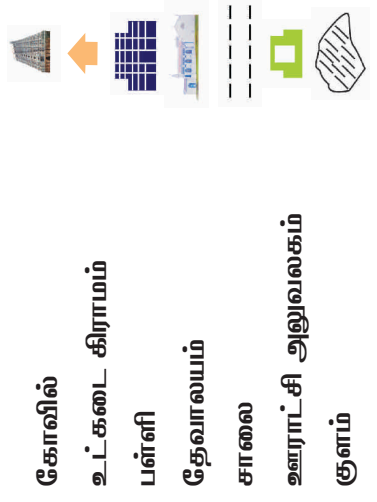 கோவில்
உட்கடை கிராமம்
பள்ளி
தேவாலயம்
சாலை
ஊராட்சி அலுவலகம்
குளம்